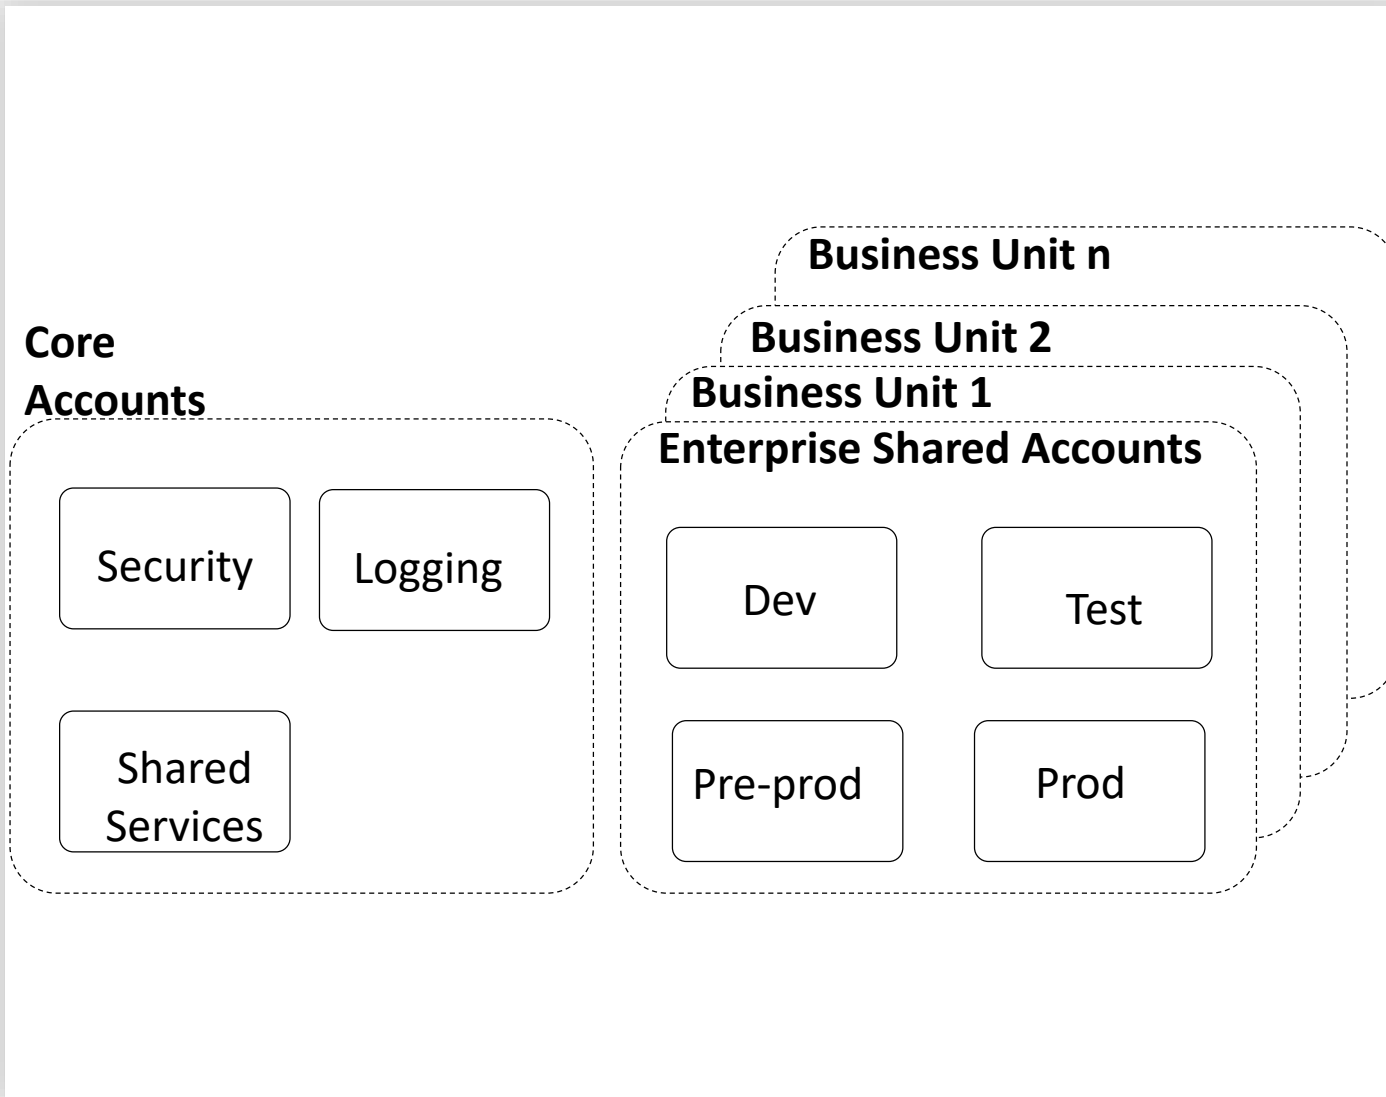 Core
Accounts
Security
Logging
Shared
Services
Business Unit n
Business Unit 2
Business Unit 1
Enterprise Shared Accounts
Dev
Test
Pre-prod
Prod